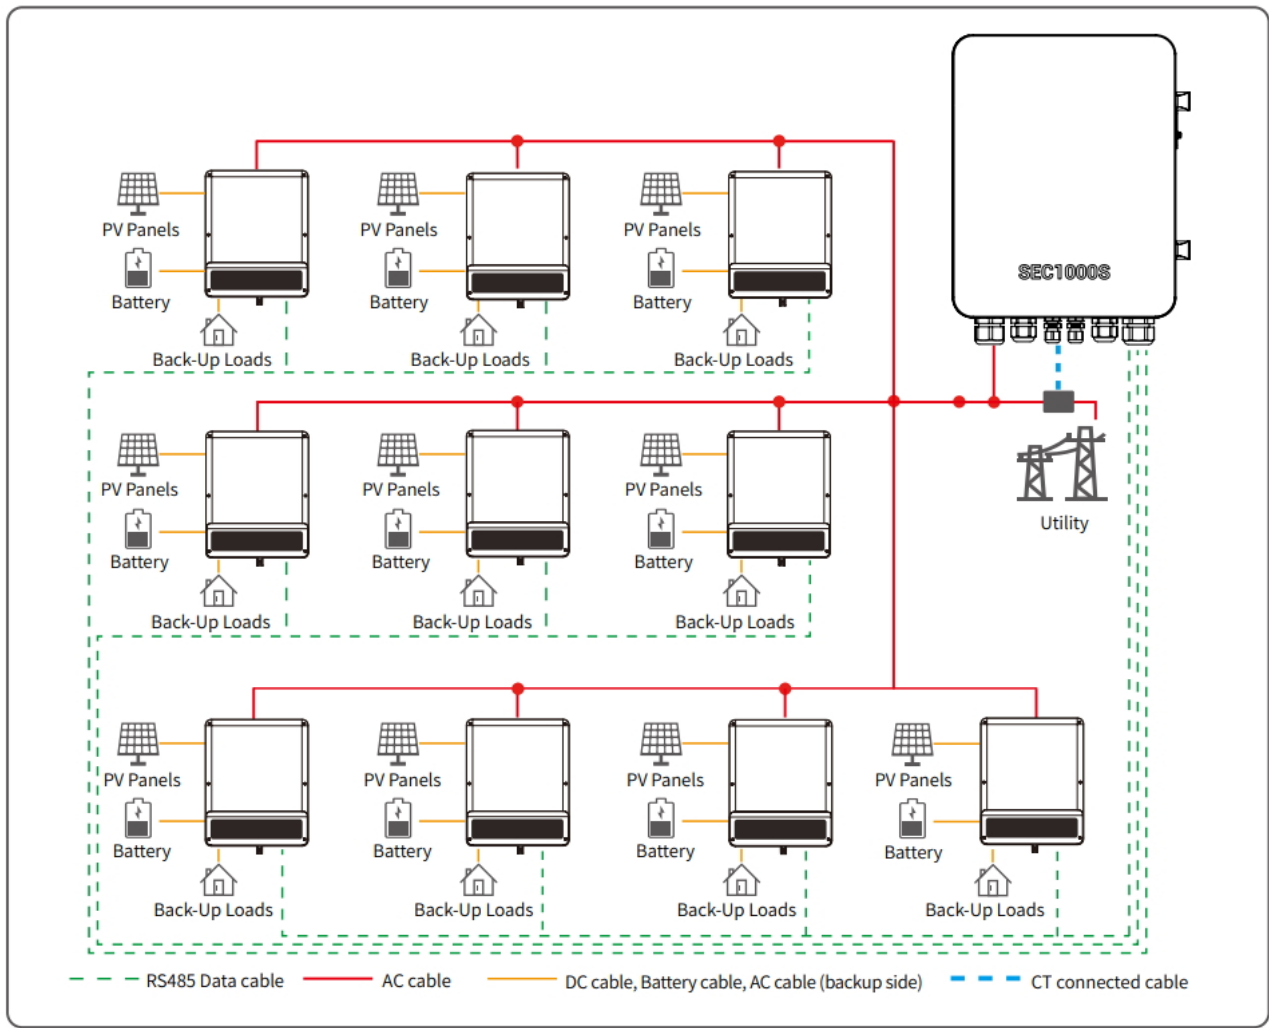 SEC1000S
PV Panels
PV Panels
PV Panels
Battery
Battery
Battery
Back-Up Loads
Back-Up Loads
Back-Up Loads
PV Panels
PV Panels
PV Panels
Utility
Battery
Battery
Battery
Back-Up Loads
Back-Up Loads
Back-Up Loads
PV Panels
PV Panels
PV Panels
PV Panels
Battery
Battery
Battery
Battery
Back-Up Loads
Back-Up Loads
Back-Up Loads
Back-Up Loads
RS485 Data cable
AC cable
DC cable, Battery cable, AC cable (backup side)
CT connected cable